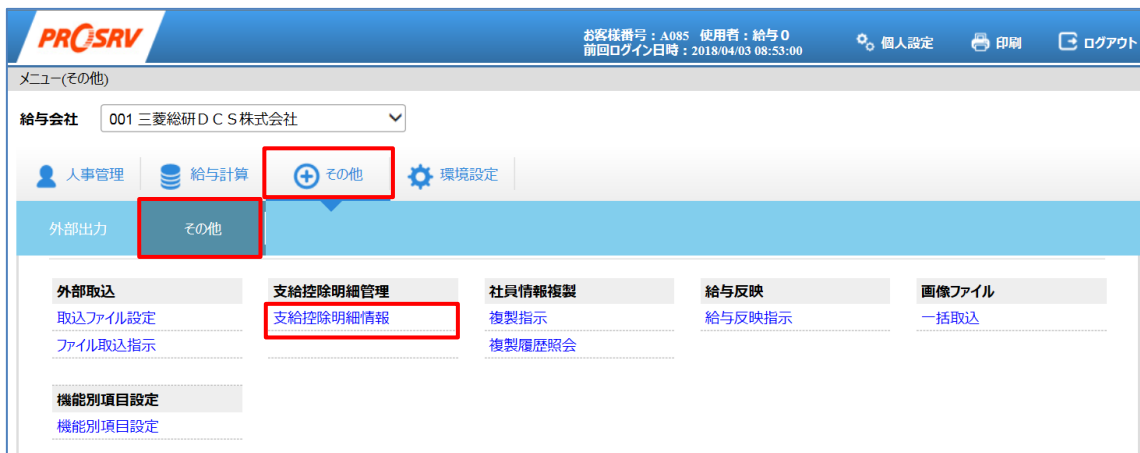 PROSRV
お客様番号：A085 使用者：給与０
前回ログイン日時：2018/04/03 08:53:00
個人設定
印刷
ログアウト
メニュー(その他)
給与会社 001 三菱総研ＤＣＳ株式会社
人事管理 給与計算 その他 環境設定
外部出力 その他
外部取込 支給控除明細管理 社員情報複製 給与反映 画像ファイル
取込ファイル設定 支給控除明細情報 複製指示 給与反映指示 一括取込
ファイル取込指示 複製履歴照会
機能別項目設定
機能別項目設定